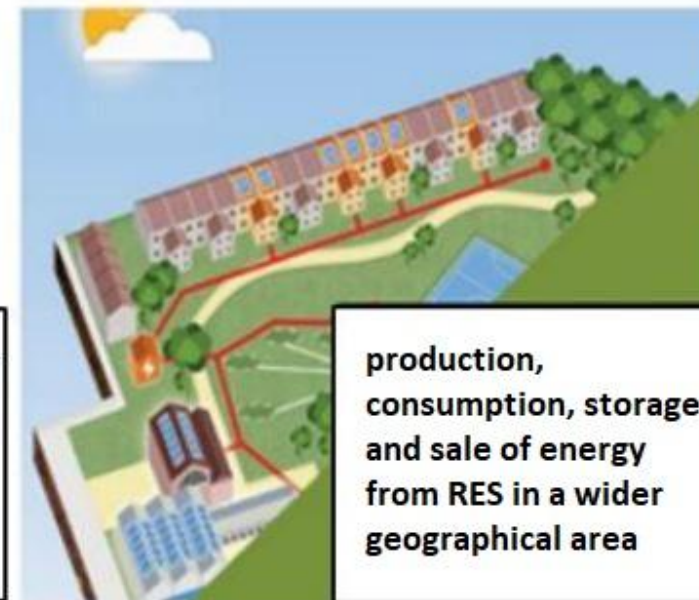 production,
consumption, storage
and sale of energy
from RES in a wider
geographical area